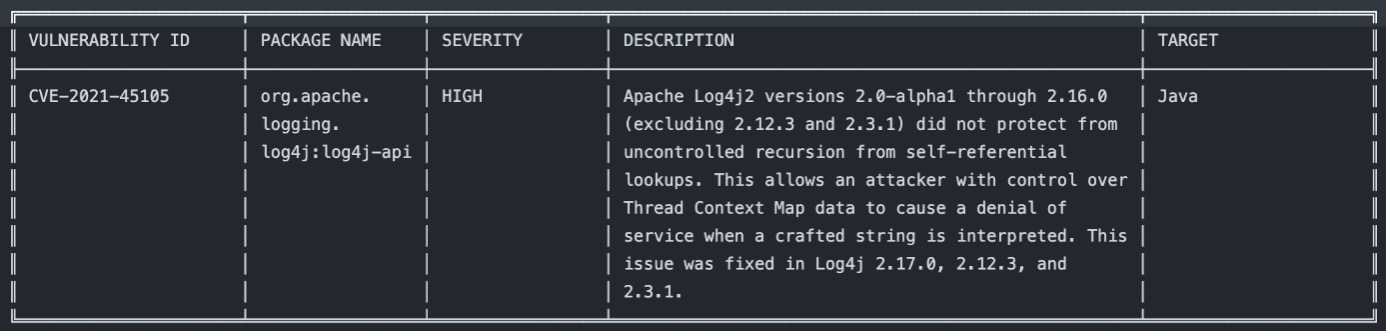 VULNERABILITY ID PACKAGE NAME SEVERITY DESCRIPTION TARGET
CVE-2021-45105 org.apache. HIGH Apache Log4j2 versions 2.0-alpha1 through 2.16.0 Java
logging. (excluding 2.12.3 and 2.3.1) did not protect from
log4j:log4j-api uncontrolled recursion from self-referential
lookups. This allows an attacker with control over
Thread Context Map data to cause a denial of
service when a crafted string is interpreted. This
issue was fixed in Log4j 2.17.0, 2.12.3, and
2.3.1.